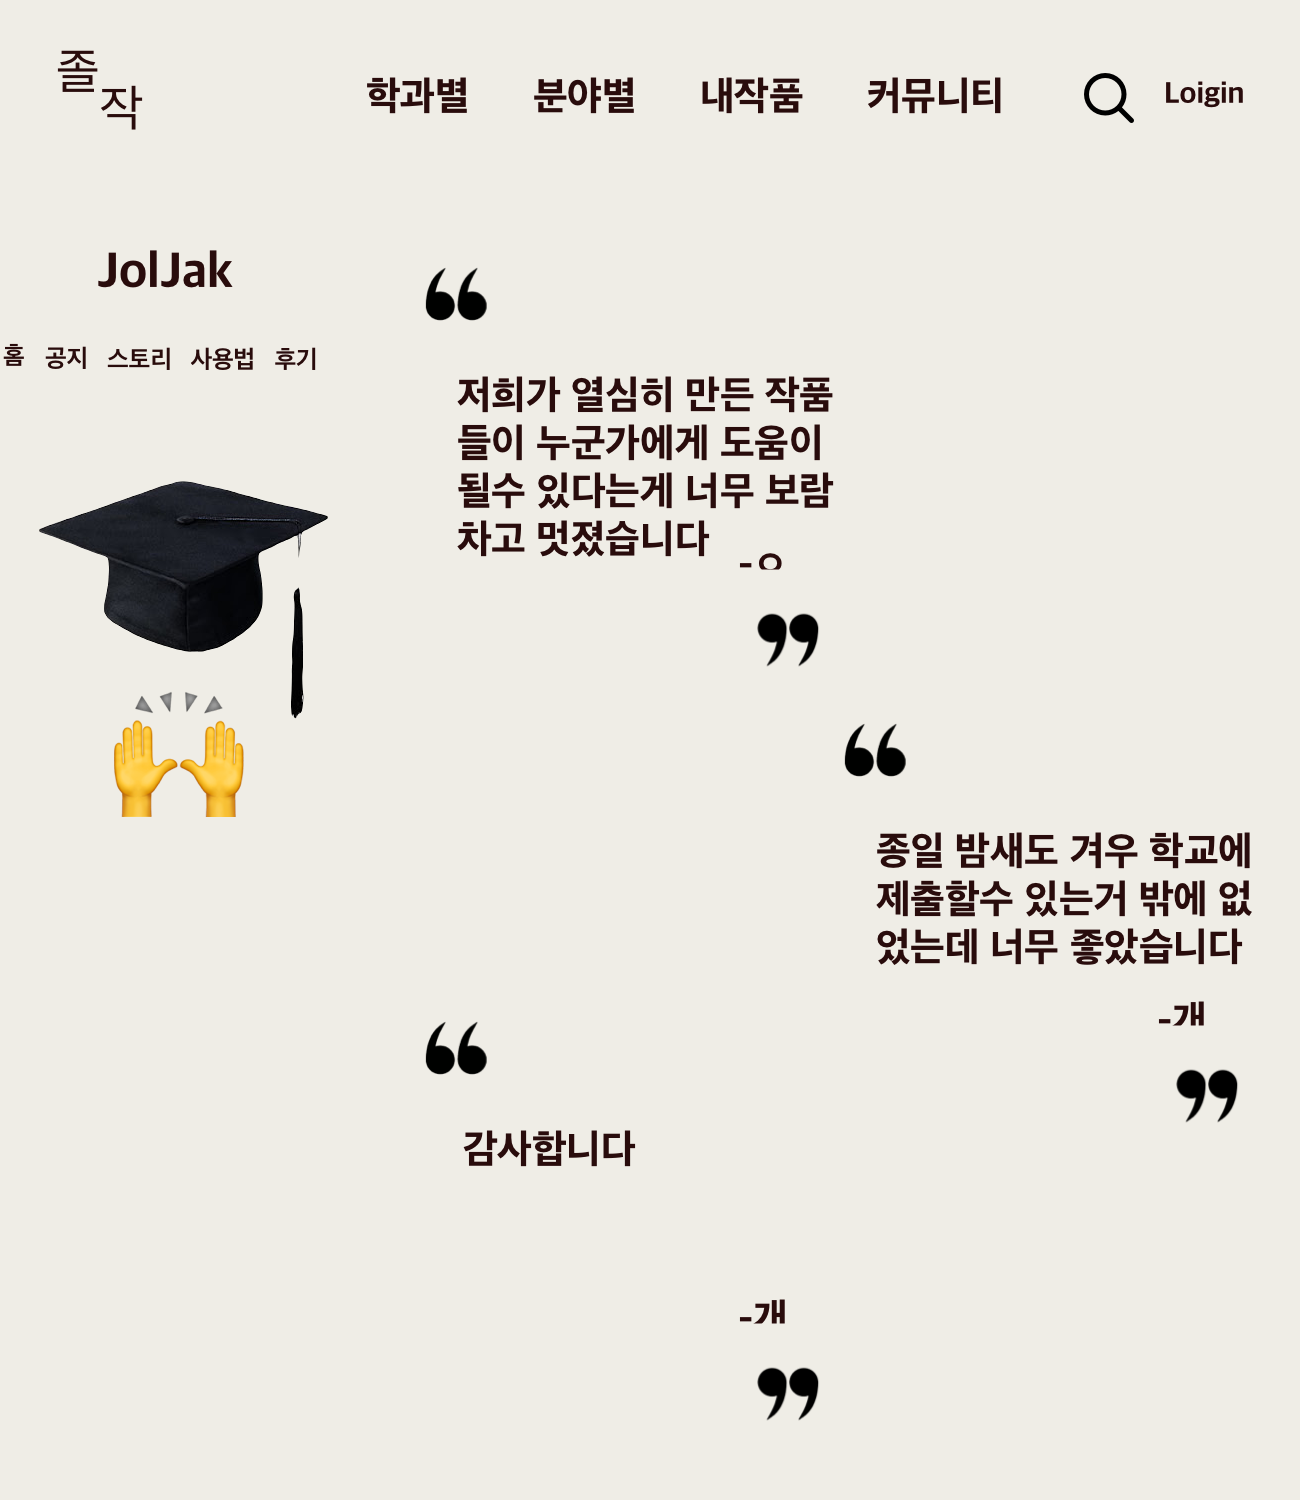 졸
작
학과별 분야별 내작품 커뮤니티 Loigin
JolJak
홈 공지 스토리 사용법 후기
“
저희가 열심히 만든 작품
들이 누군가에게 도움이
될수 있다는게 너무 보람
차고 멋졌습니다
”
“
종일 밤새도 겨우 학교에
제출할수 있는거 밖에 없
었는데 너무 좋았습니다
”
“
감사합니다
”